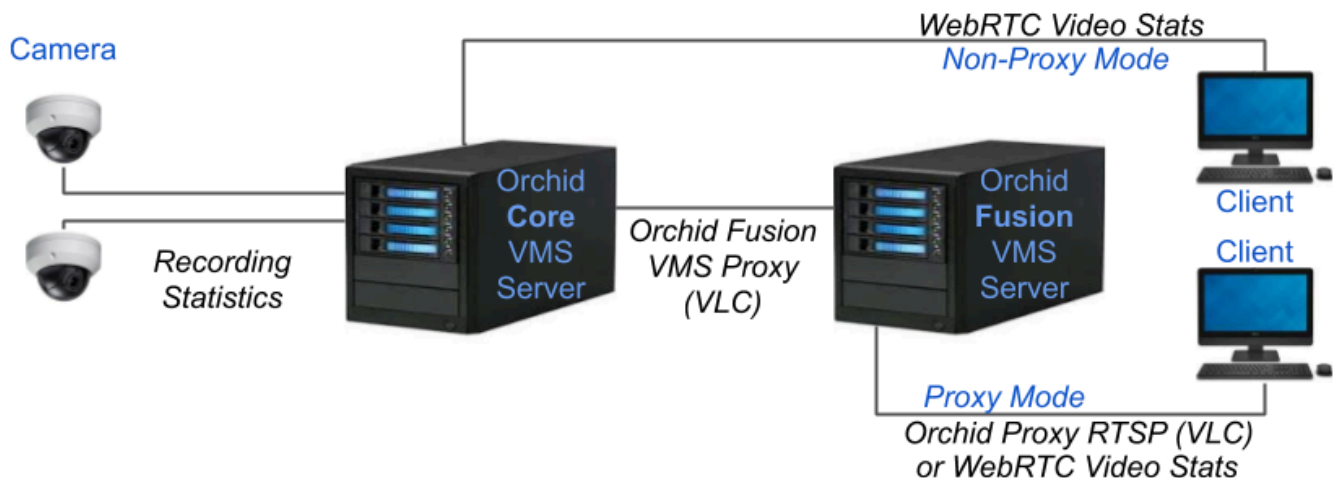 WebRTC Video Stats
Non-Proxy Mode
Camera
Orchid
Core
VMS
Server
Orchid
Fusion
VMS
Server
Client
Client
Recording
Statistics
Orchid Fusion
VMS Proxy
(VLC)
Proxy Mode
Orchid Proxy RTSP (VLC)
or WebRTC Video Stats